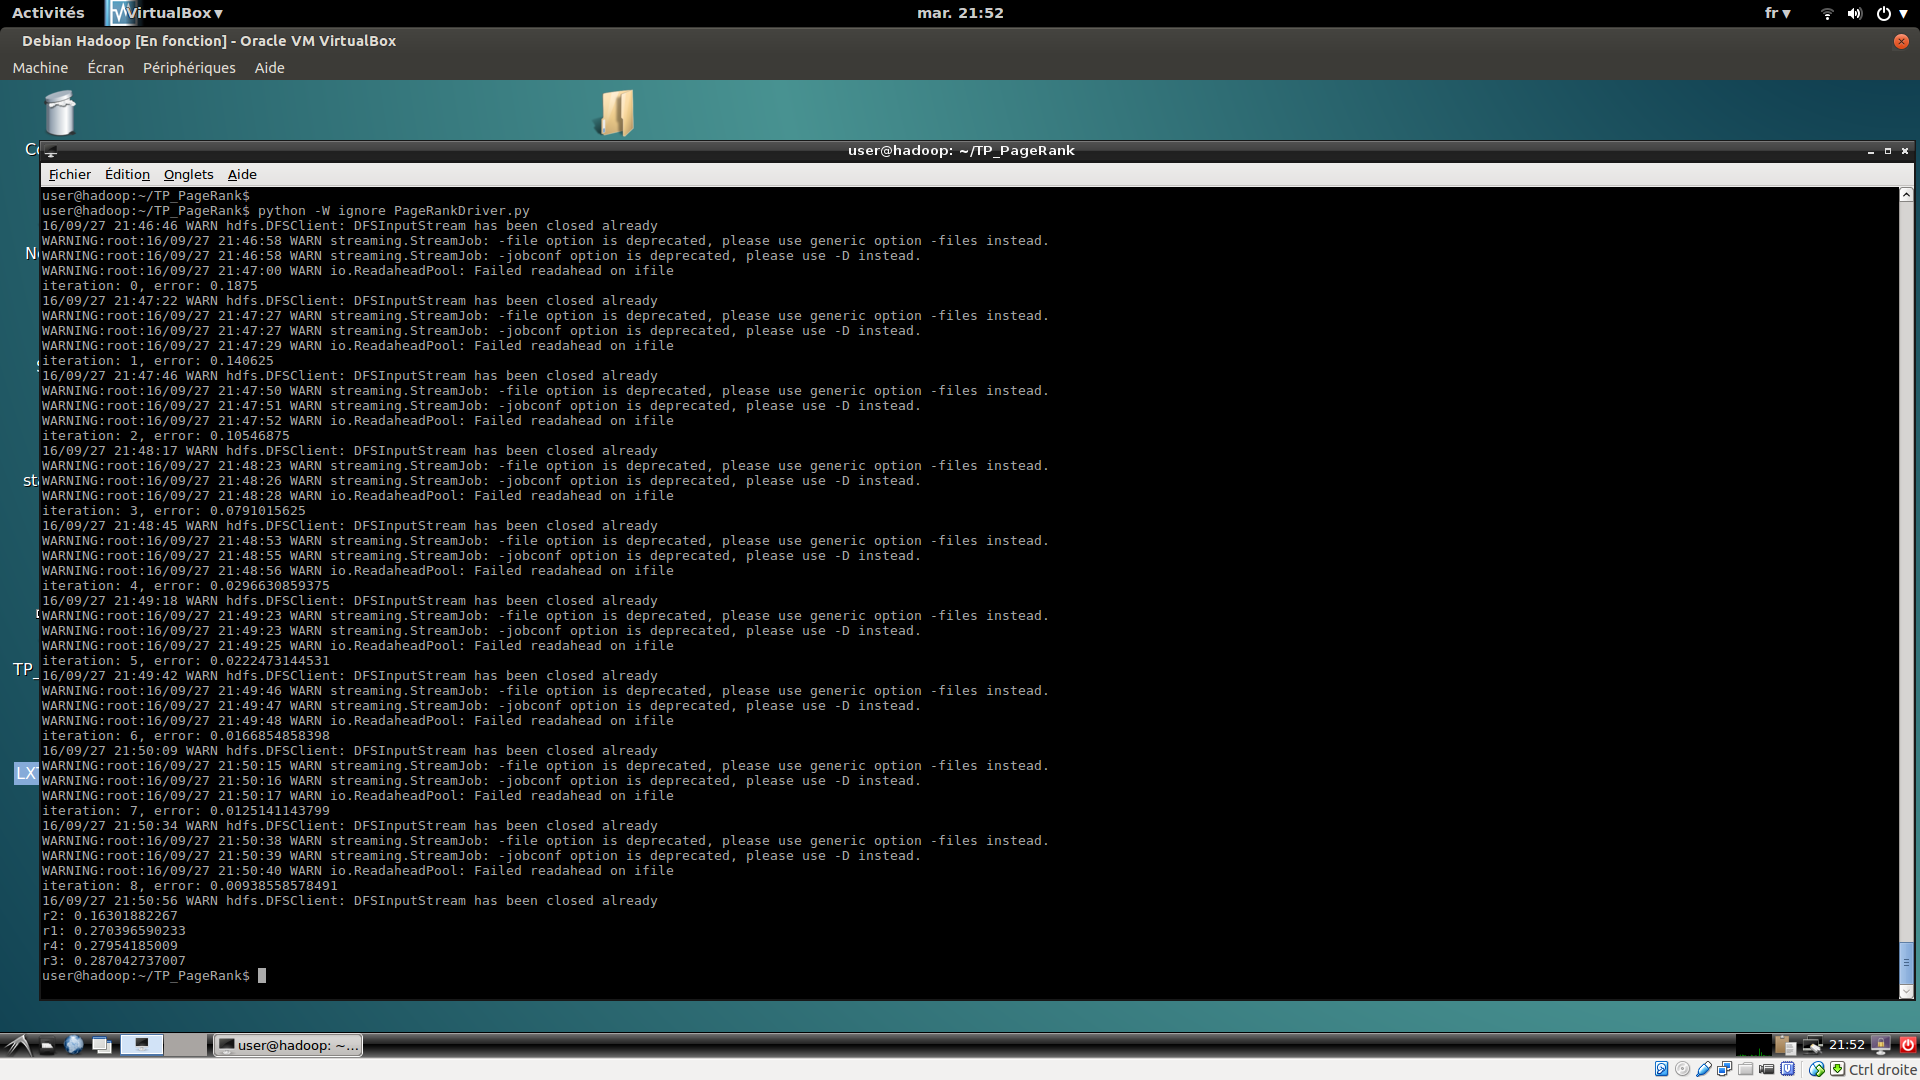 Activités
VirtualBox ▾
mar. 21:52
fr ▾
Debian Hadoop [En fonction] - Oracle VM VirtualBox
Machine Écran Périphériques Aide
user@hadoop: ~/TP_PageRank
Fichier Édition Onglets Aide
user@hadoop:~/TP_PageRank$
user@hadoop:~/TP_PageRank$ python -W ignore PageRankDriver.py
16/09/27 21:46:46 WARN hdfs.DFSClient: DFSInputStream has been closed already
WARNING:root:16/09/27 21:46:58 WARN streaming.StreamJob: -file option is deprecated, please use generic option -files instead.
WARNING:root:16/09/27 21:46:58 WARN streaming.StreamJob: -jobconf option is deprecated, please use -D instead.
WARNING:root:16/09/27 21:47:00 WARN io.ReadaheadPool: Failed readahead on ifile
iteration: 0, error: 0.1875
16/09/27 21:47:22 WARN hdfs.DFSClient: DFSInputStream has been closed already
WARNING:root:16/09/27 21:47:27 WARN streaming.StreamJob: -file option is deprecated, please use generic option -files instead.
WARNING:root:16/09/27 21:47:27 WARN streaming.StreamJob: -jobconf option is deprecated, please use -D instead.
WARNING:root:16/09/27 21:47:29 WARN io.ReadaheadPool: Failed readahead on ifile
iteration: 1, error: 0.140625
16/09/27 21:47:46 WARN hdfs.DFSClient: DFSInputStream has been closed already
WARNING:root:16/09/27 21:47:50 WARN streaming.StreamJob: -file option is deprecated, please use generic option -files instead.
WARNING:root:16/09/27 21:47:51 WARN streaming.StreamJob: -jobconf option is deprecated, please use -D instead.
WARNING:root:16/09/27 21:47:52 WARN io.ReadaheadPool: Failed readahead on ifile
iteration: 2, error: 0.10546875
16/09/27 21:48:17 WARN hdfs.DFSClient: DFSInputStream has been closed already
WARNING:root:16/09/27 21:48:23 WARN streaming.StreamJob: -file option is deprecated, please use generic option -files instead.
WARNING:root:16/09/27 21:48:26 WARN streaming.StreamJob: -jobconf option is deprecated, please use -D instead.
WARNING:root:16/09/27 21:48:28 WARN io.ReadaheadPool: Failed readahead on ifile
iteration: 3, error: 0.0791015625
16/09/27 21:48:45 WARN hdfs.DFSClient: DFSInputStream has been closed already
WARNING:root:16/09/27 21:48:53 WARN streaming.StreamJob: -file option is deprecated, please use generic option -files instead.
WARNING:root:16/09/27 21:48:55 WARN streaming.StreamJob: -jobconf option is deprecated, please use -D instead.
WARNING:root:16/09/27 21:48:56 WARN io.ReadaheadPool: Failed readahead on ifile
iteration: 4, error: 0.0296630859375
16/09/27 21:49:18 WARN hdfs.DFSClient: DFSInputStream has been closed already
WARNING:root:16/09/27 21:49:23 WARN streaming.StreamJob: -file option is deprecated, please use generic option -files instead.
WARNING:root:16/09/27 21:49:23 WARN streaming.StreamJob: -jobconf option is deprecated, please use -D instead.
WARNING:root:16/09/27 21:49:25 WARN io.ReadaheadPool: Failed readahead on ifile
iteration: 5, error: 0.0222473144531
16/09/27 21:49:42 WARN hdfs.DFSClient: DFSInputStream has been closed already
WARNING:root:16/09/27 21:49:46 WARN streaming.StreamJob: -file option is deprecated, please use generic option -files instead.
WARNING:root:16/09/27 21:49:47 WARN streaming.StreamJob: -jobconf option is deprecated, please use -D instead.
WARNING:root:16/09/27 21:49:48 WARN io.ReadaheadPool: Failed readahead on ifile
iteration: 6, error: 0.0166854858398
16/09/27 21:50:09 WARN hdfs.DFSClient: DFSInputStream has been closed already
WARNING:root:16/09/27 21:50:15 WARN streaming.StreamJob: -file option is deprecated, please use generic option -files instead.
WARNING:root:16/09/27 21:50:16 WARN streaming.StreamJob: -jobconf option is deprecated, please use -D instead.
WARNING:root:16/09/27 21:50:17 WARN io.ReadaheadPool: Failed readahead on ifile
iteration: 7, error: 0.0125141143799
16/09/27 21:50:34 WARN hdfs.DFSClient: DFSInputStream has been closed already
WARNING:root:16/09/27 21:50:38 WARN streaming.StreamJob: -file option is deprecated, please use generic option -files instead.
WARNING:root:16/09/27 21:50:39 WARN streaming.StreamJob: -jobconf option is deprecated, please use -D instead.
WARNING:root:16/09/27 21:50:40 WARN io.ReadaheadPool: Failed readahead on ifile
iteration: 8, error: 0.00938558578491
16/09/27 21:50:56 WARN hdfs.DFSClient: DFSInputStream has been closed already
r2: 0.16301882267
r1: 0.270396590233
r4: 0.27954185009
r3: 0.287042737007
user@hadoop:~/TP_PageRank$
TP_
LX
user@hadoop: ~...
21:52
Ctrl droite